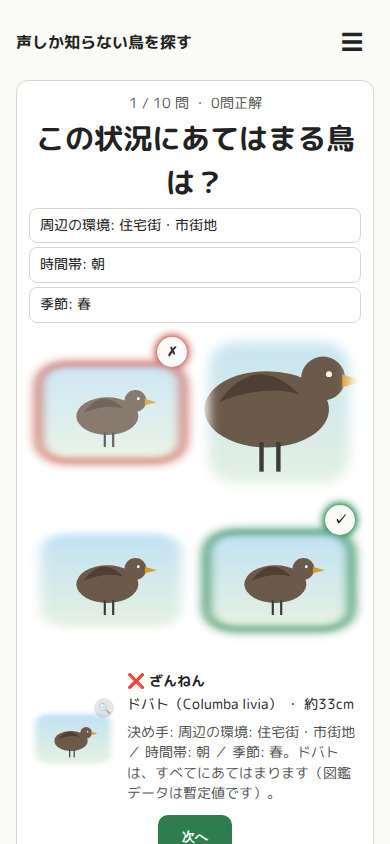 声しか知らない鳥を探す
1 / 10 問 · 0問正解
この状況にあてはまる鳥
は？
周辺の環境: 住宅街・市街地
時間帯: 朝
季節: 春
✗
✓
❌ ざんねん
ドバト（Columba livia） ・ 約33cm
決め手: 周辺の環境: 住宅街・市街地
／ 時間帯: 朝 ／ 季節: 春。ドバト
は、すべてにあてはまります（図鑑
データは暫定値です）。
次へ